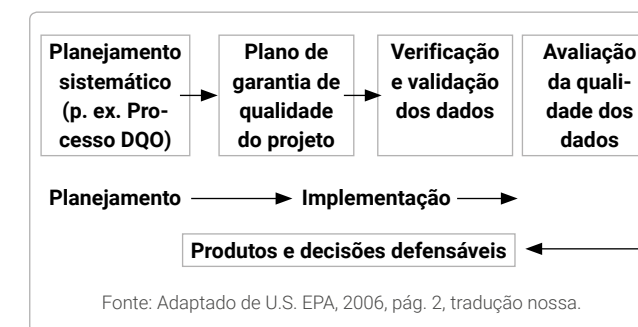 Planejamento
sistemático
(p. ex. Pro-
cesso DQO)
Plano de
garantia de
qualidade
do projeto
Verificação
e validação
dos dados
Avaliação
da quali-
dade dos
dados
Planejamento
Implementação
Produtos e decisões defensáveis
Fonte: Adaptado de U.S. EPA, 2006, pág. 2, tradução nossa.